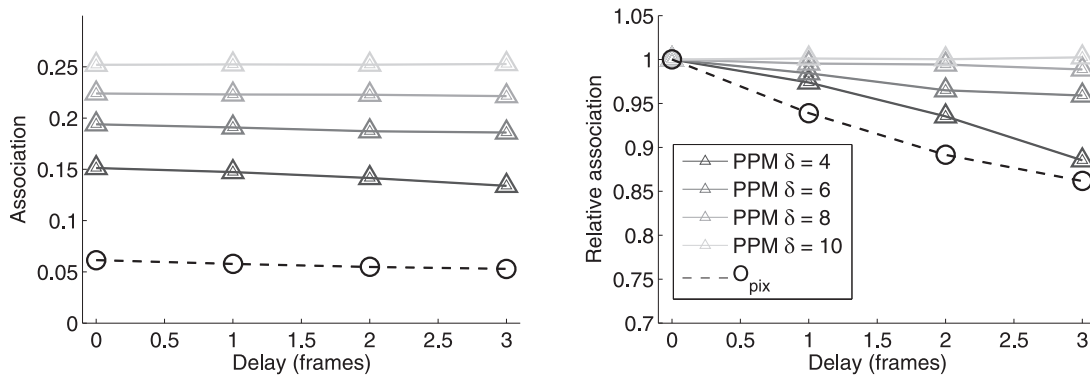 Association
0.25
0.2
0.15
0.1
0.05
0
0 0.5 1 1.5 2 2.5 3
Delay (frames)
Relative association
1.05
1
0.95
0.9
0.85
0.8
0.75
0.7
0 0.5 1 1.5 2 2.5 3
Delay (frames)
PPM δ = 4
PPM δ = 6
PPM δ = 8
PPM δ = 10
O_pix